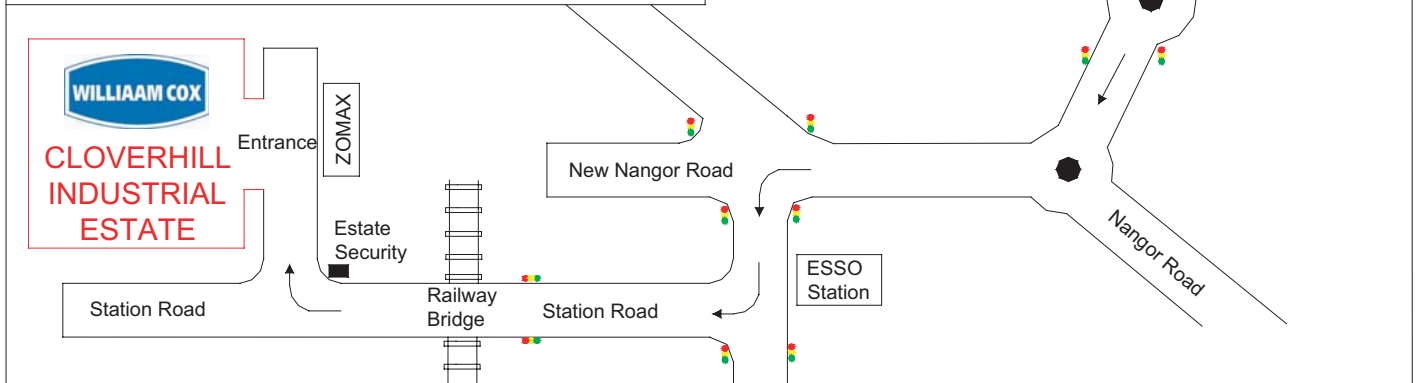 WILLIAAM COX
CLOVERHILL
INDUSTRIAL
ESTATE
Entrance
ZOMAX
Estate
Security
Station Road
Railway
Bridge
Station Road
New Nangor Road
ESSO
Station
Nangor Road